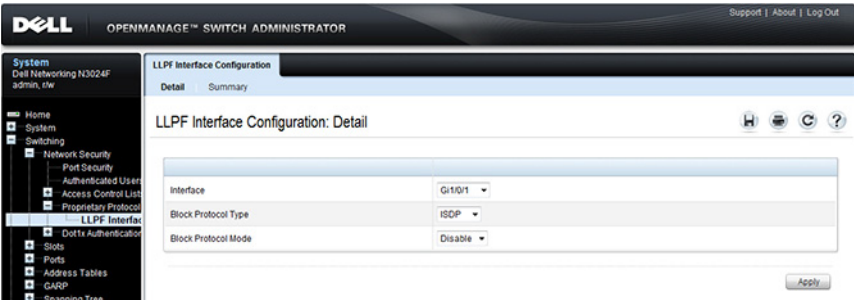 Support | About | Log Out
DELL OPENMANAGE™ SWITCH ADMINISTRATOR
System
Dell Networking N3024F
admin, r/w
Home
System
Switching
Network Security
Port Security
Authenticated Users
Access Control List
Proprietary Protocol
LLPF Interfac
Dot1x Authentication
Slots
Ports
Address Tables
GARP
Spanning Tree
LLPF Interface Configuration
Detail Summary
LLPF Interface Configuration: Detail
Interface Gi1/0/1
Block Protocol Type ISDP
Block Protocol Mode Disable
Apply